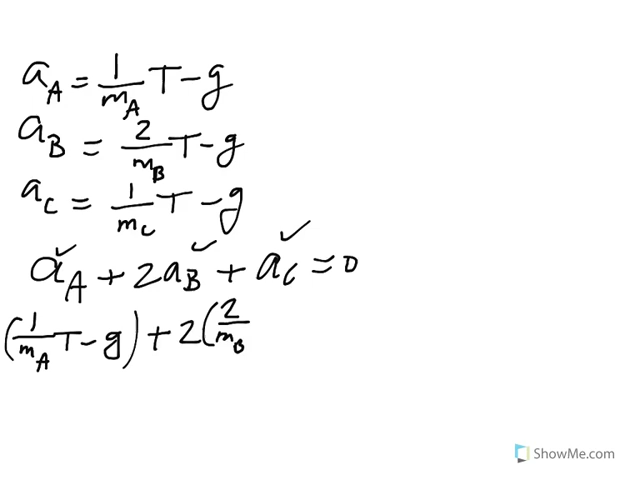 a_A = 1/m_A T - g
a_B = 2/m_B T - g
a_C = 1/m_C T - g
✓ ✓ ✓
a_A + 2a_B + a_C = 0
(1/m_A T - g) + 2(2/m_B
ShowMe.com